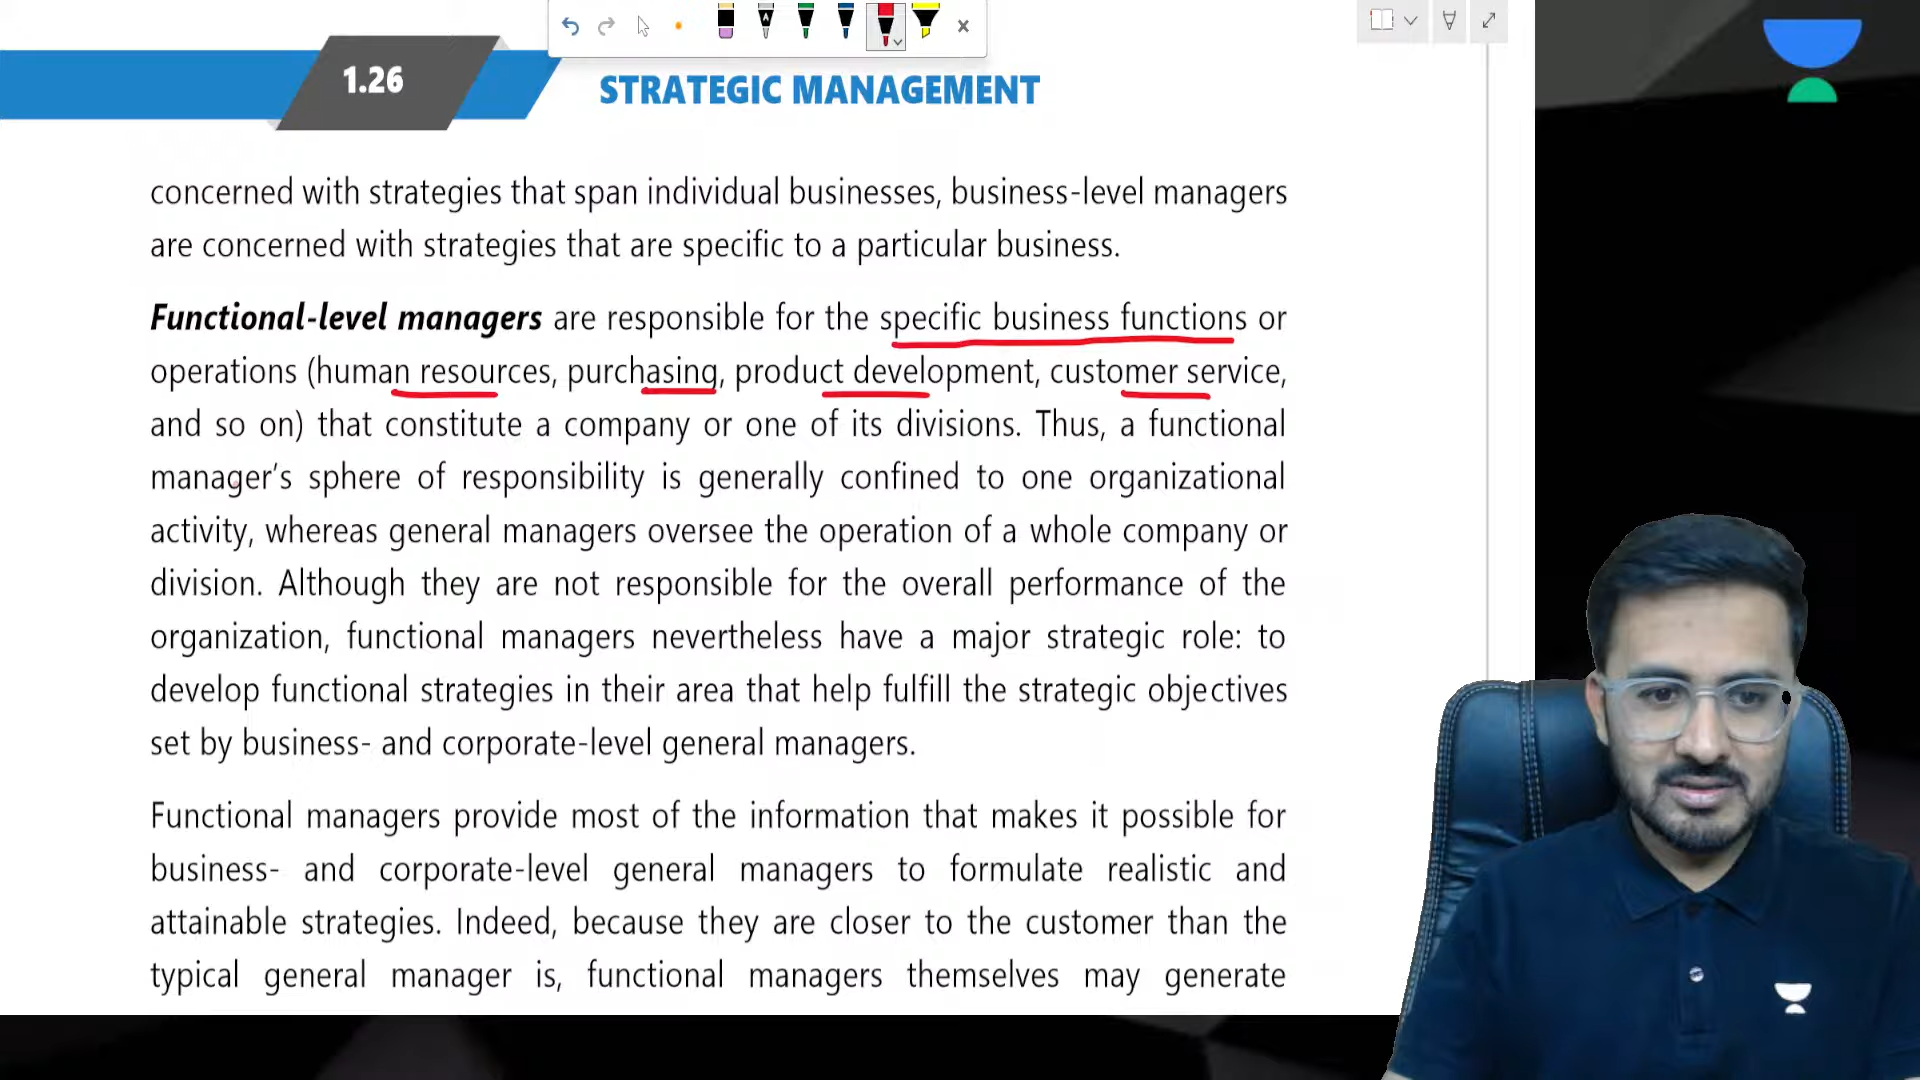 1.26
STRATEGIC MANAGEMENT
concerned with strategies that span individual businesses, business-level managers
are concerned with strategies that are specific to a particular business.
Functional-level managers are responsible for the specific business functions or
operations (human resources, purchasing, product development, customer service,
and so on) that constitute a company or one of its divisions. Thus, a functional
manager’s sphere of responsibility is generally confined to one organizational
activity, whereas general managers oversee the operation of a whole company or
division. Although they are not responsible for the overall performance of the
organization, functional managers nevertheless have a major strategic role: to
develop functional strategies in their area that help fulfill the strategic objectives
set by business- and corporate-level general managers.
Functional managers provide most of the information that makes it possible for
business- and corporate-level general managers to formulate realistic and
attainable strategies. Indeed, because they are closer to the customer than the
typical general manager is, functional managers themselves may generate